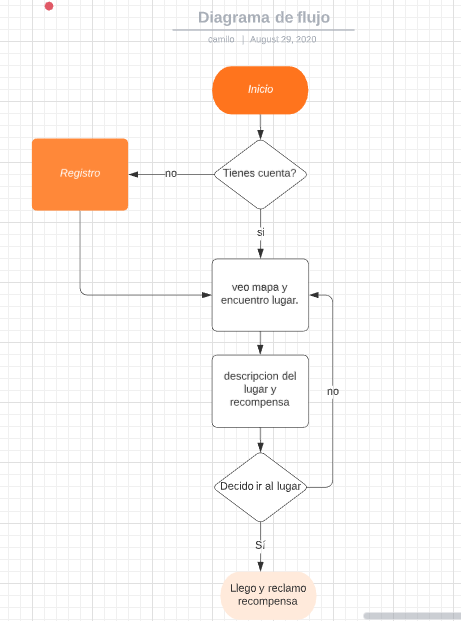 Diagrama de flujo
camilo | August 29, 2020
Inicio
Tienes cuenta?
no
Registro
si
veo mapa y
encuentro lugar.
descripcion del
lugar y
recompensa
no
Decido ir al lugar
Sí
Llego y reclamo
recompensa